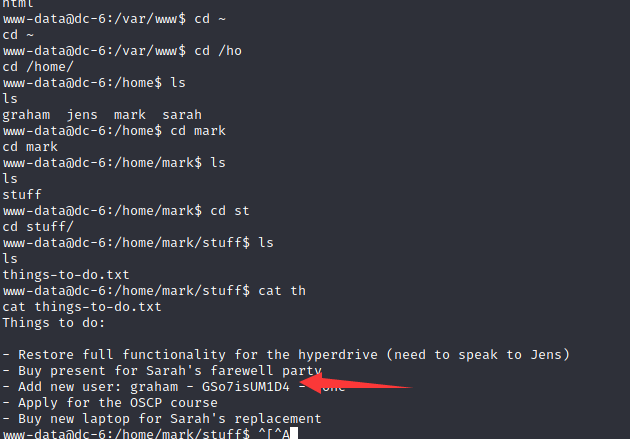 html
www-data@dc-6:/var/www$ cd ~
cd ~
www-data@dc-6:/var/www$ cd /ho
cd /home/
www-data@dc-6:/home$ ls
ls
graham  jens  mark  sarah
www-data@dc-6:/home$ cd mark
cd mark
www-data@dc-6:/home/mark$ ls
ls
stuff
www-data@dc-6:/home/mark$ cd st
cd stuff/
www-data@dc-6:/home/mark/stuff$ ls
ls
things-to-do.txt
www-data@dc-6:/home/mark/stuff$ cat th
cat things-to-do.txt
Things to do:
- Restore full functionality for the hyperdrive (need to speak to Jens)
- Buy present for Sarah's farewell party
- Add new user: graham - GSo7isUM1D4 -
- Apply for the OSCP course
- Buy new laptop for Sarah's replacement
www-data@dc-6:/home/mark/stuff$ ^[^A